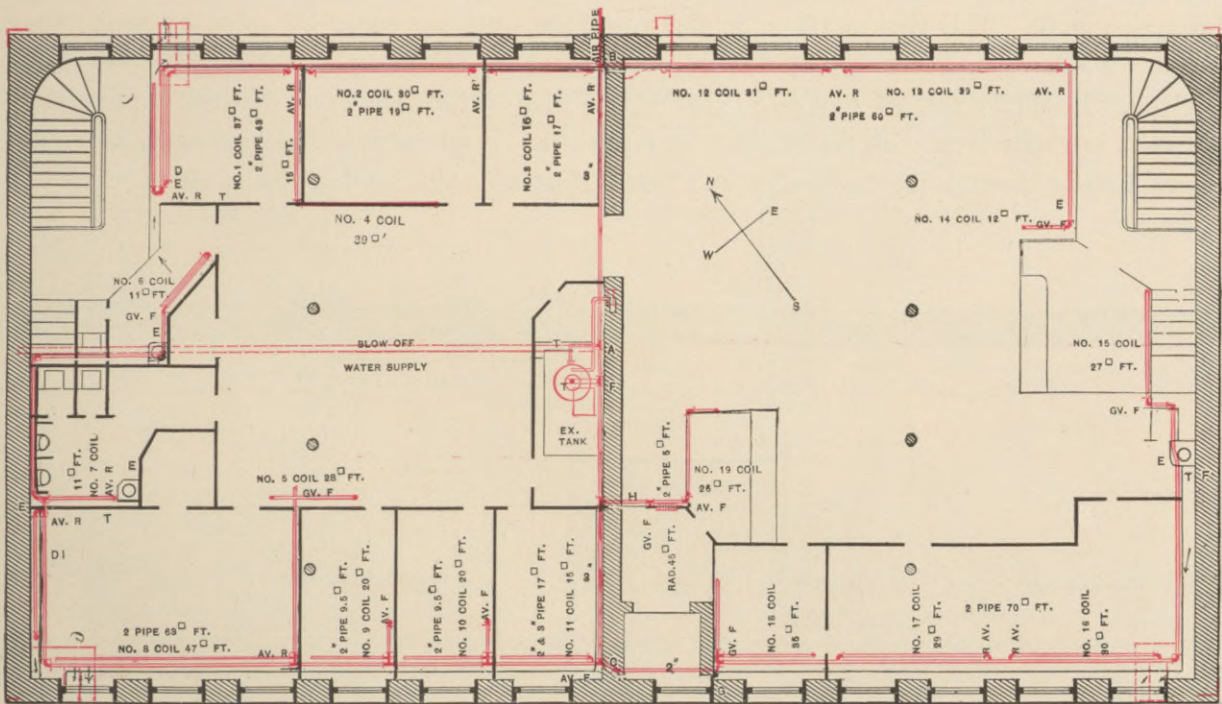 AIR PIPE
B
NO. 1 COIL 37□ FT.
2" PIPE 43□ FT.
15□ FT.
AV. R
NO. 2 COIL 30□ FT.
2" PIPE 19□ FT.
AV. R'
NO. 3 COIL 16□ FT.
2" PIPE 17□ FT.
AV. R
3"
NO. 12 COIL 31□ FT.
AV. R
NO. 13 COIL 39□ FT.
AV. R
2" PIPE 60□ FT.
D
E
AV. R
T
NO. 4 COIL
39□'
N
E
W
S
NO. 14 COIL 12□ FT.
E
GV. F
NO. 6 COIL
11□ FT.
GV. F
E
BLOW OFF
WATER SUPPLY
T
A
T
F
EX.
TANK
NO. 15 COIL
27□ FT.
GV. F
11□ FT.
NO. 7 COIL
AV. R
E
NO. 5 COIL 28□ FT.
GV. F
2" PIPE 5□ FT.
NO. 19 COIL
26□ FT.
AV. F
H
E
T
F
E
AV. R
T
D1
2 PIPE 63□ FT.
NO. 8 COIL 47□ FT.
AV. R
2" PIPE 9.5□ FT.
NO. 9 COIL 20□ FT.
AV. F
2" PIPE 9.5□ FT.
NO. 10 COIL 20□ FT.
AV. F
2" & 3" PIPE 17□ FT.
NO. 11 COIL 15□ FT.
3"
AV. F
C
GV. F
RAD. 45□ FT.
2"
G
GV. F
NO. 18 COIL
35□ FT.
NO. 17 COIL
29□ FT.
2 PIPE 70□ FT.
R AV.
R AV.
NO. 16 COIL
30□ FT.